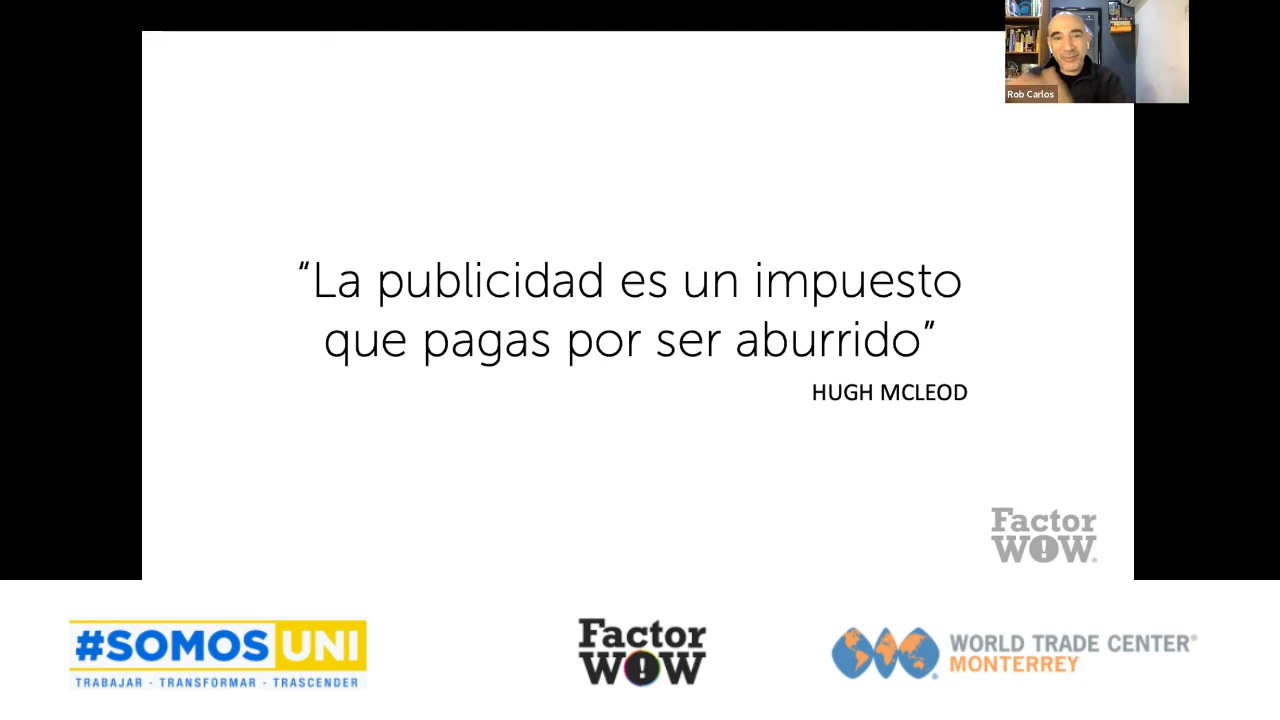 Rob Carlos
“La publicidad es un impuesto
que pagas por ser aburrido”
HUGH MCLEOD
Factor
WOW
#SOMOS UNI
TRABAJAR · TRANSFORMAR · TRASCENDER
Factor
WOW
WORLD TRADE CENTER®
MONTERREY